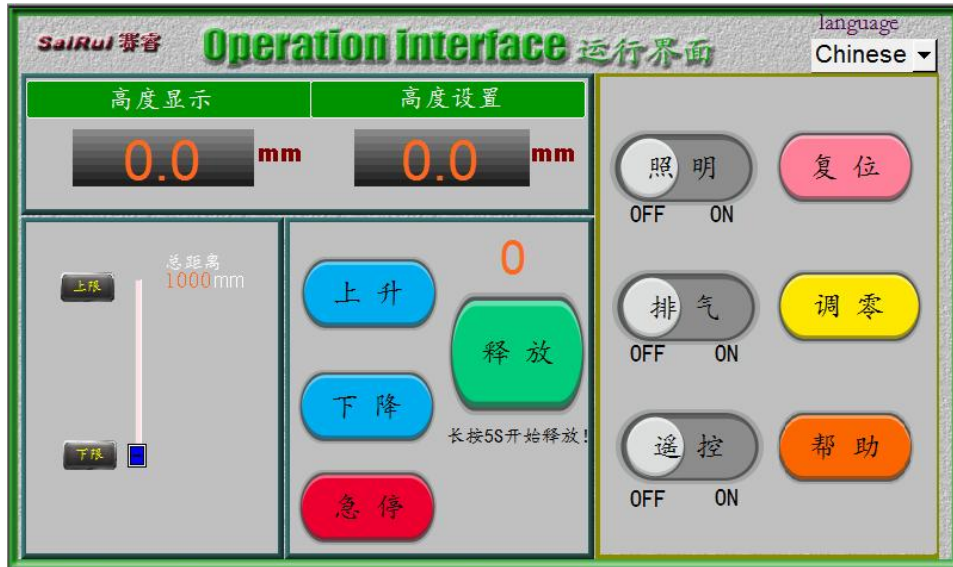 SaiRui 赛睿 Operation interface 运行界面
language
Chinese
高度显示 高度设置
0.0 mm 0.0 mm
总距离
1000mm
上限
下限
0
上升
释放
下降
长按5S开始释放!
急停
照明 复位
OFF ON
排气 调零
OFF ON
遥控 帮助
OFF ON